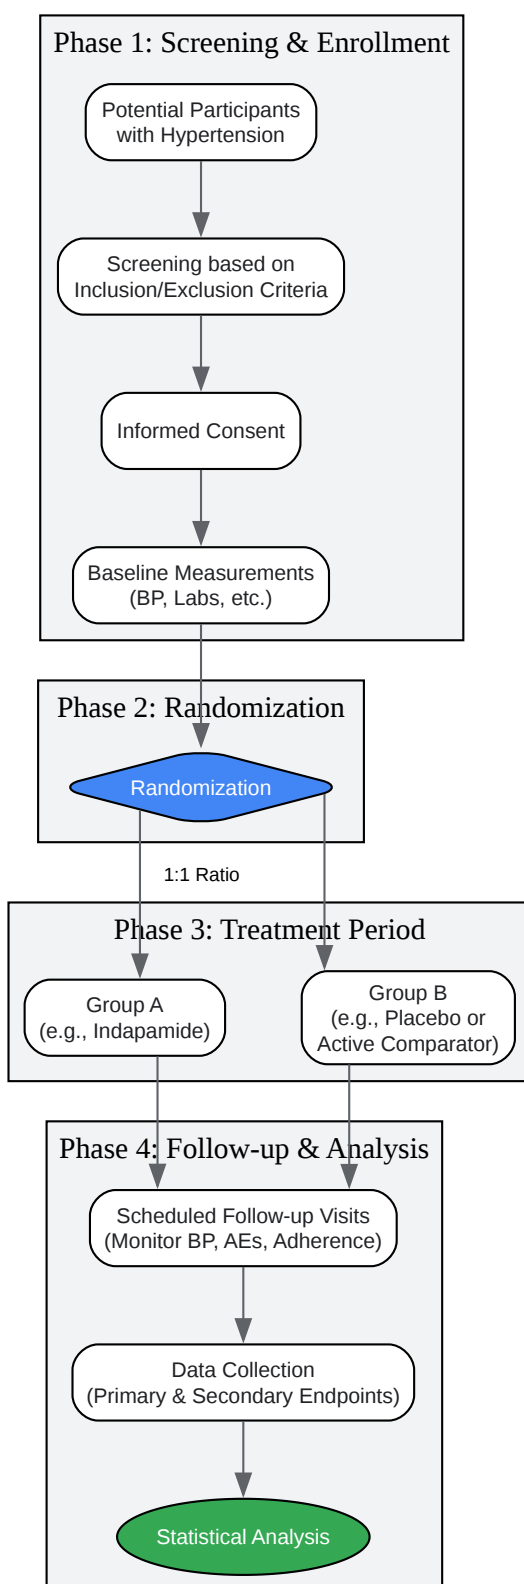 Phase 1: Screening & Enrollment
Potential Participants
with Hypertension
Screening based on
Inclusion/Exclusion Criteria
Informed Consent
Baseline Measurements
(BP, Labs, etc.)
Phase 2: Randomization
Randomization
1:1 Ratio
Phase 3: Treatment Period
Group A
(e.g., Indapamide)
Group B
(e.g., Placebo or
Active Comparator)
Phase 4: Follow-up & Analysis
Scheduled Follow-up Visits
(Monitor BP, AEs, Adherence)
Data Collection
(Primary & Secondary Endpoints)
Statistical Analysis